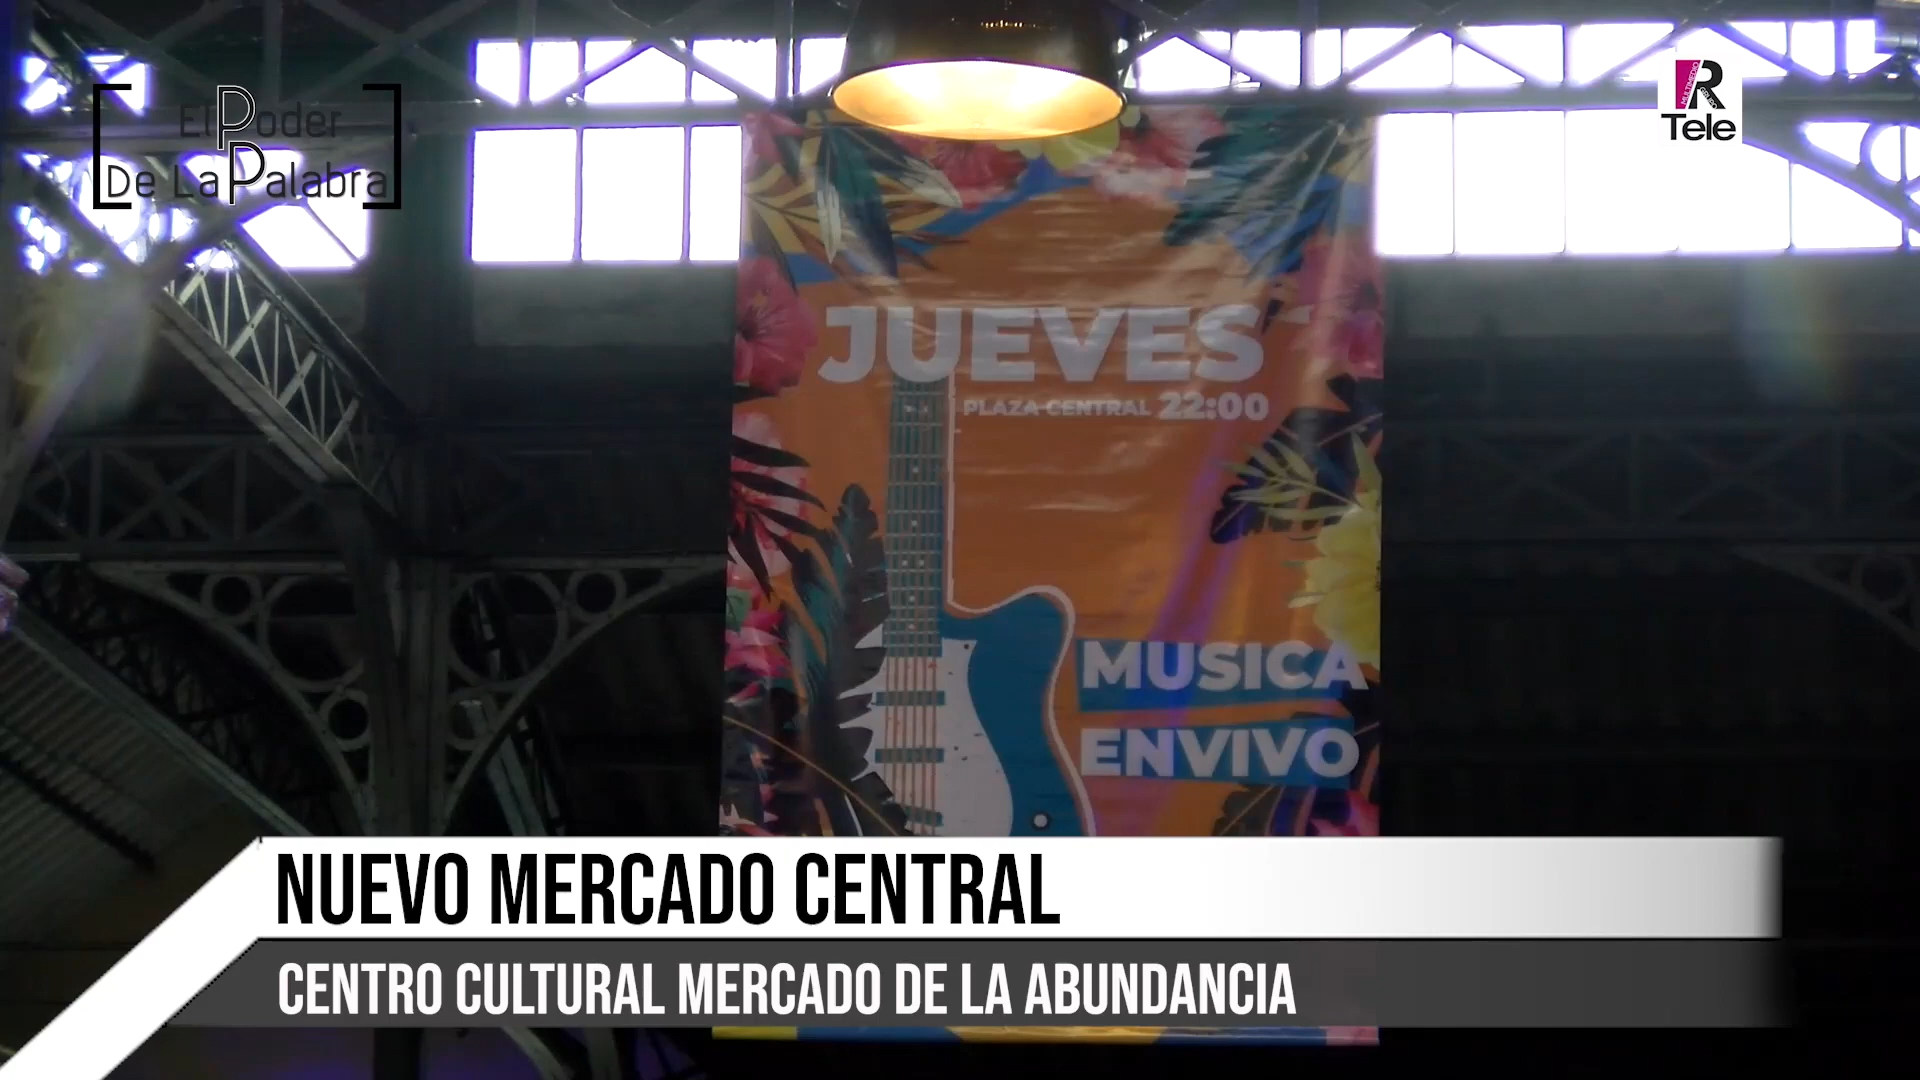 El Poder
De La Palabra
R
Tele
JUEVES
PLAZA CENTRAL 22:00
MUSICA
ENVIVO
NUEVO MERCADO CENTRAL
CENTRO CULTURAL MERCADO DE LA ABUNDANCIA